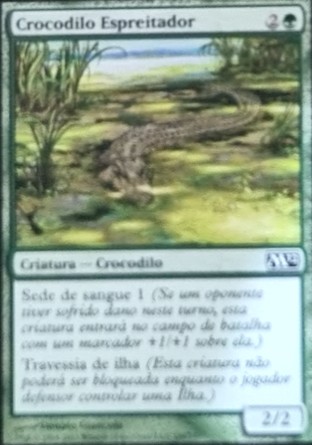 Crocodilo Espreitador 2
Criatura — Crocodilo M12
Sede de sangue 1 (Se um oponente
tiver sofrido dano neste turno, esta
criatura entrará no campo de batalha
com um marcador +1/+1 sobre ela.)
Travessia de ilha (Esta criatura não
poderá ser bloqueada enquanto o jogador
defensor controlar uma Ilha.)
2/2